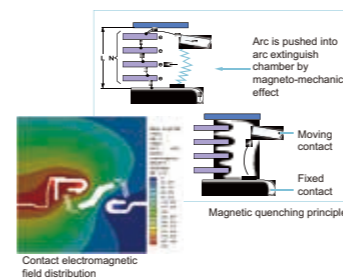 Arc is pushed into
arc extinguish
chamber by
magneto-mechanic
effect
L
N
Moving
contact
Fixed
contact
Magnetic quenching principle
Contact electromagnetic
field distribution